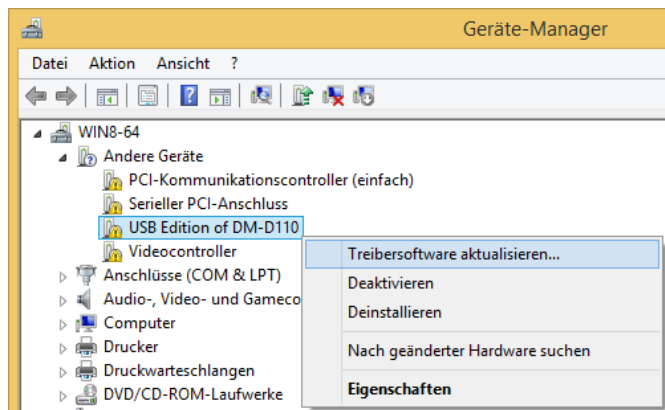 Geräte-Manager
Datei Aktion Ansicht ?
WIN8-64
Andere Geräte
PCI-Kommunikationscontroller (einfach)
Serieller PCI-Anschluss
USB Edition of DM-D110
Videocontroller
Anschlüsse (COM & LPT)
Audio-, Video- und Gameco
Computer
Drucker
Druckwarteschlangen
DVD/CD-ROM-Laufwerke
Treibersoftware aktualisieren...
Deaktivieren
Deinstallieren
Nach geänderter Hardware suchen
Eigenschaften